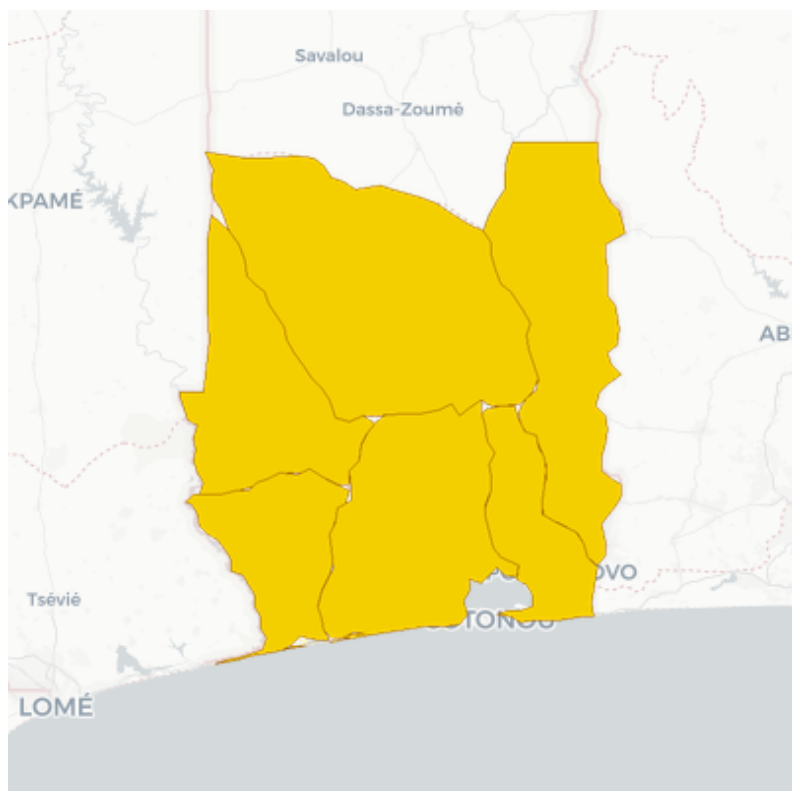 Savalou
Dassa-Zoumé
KPAMÉ
AB
Tsévié
OVO
COTONOU
LOMÉ